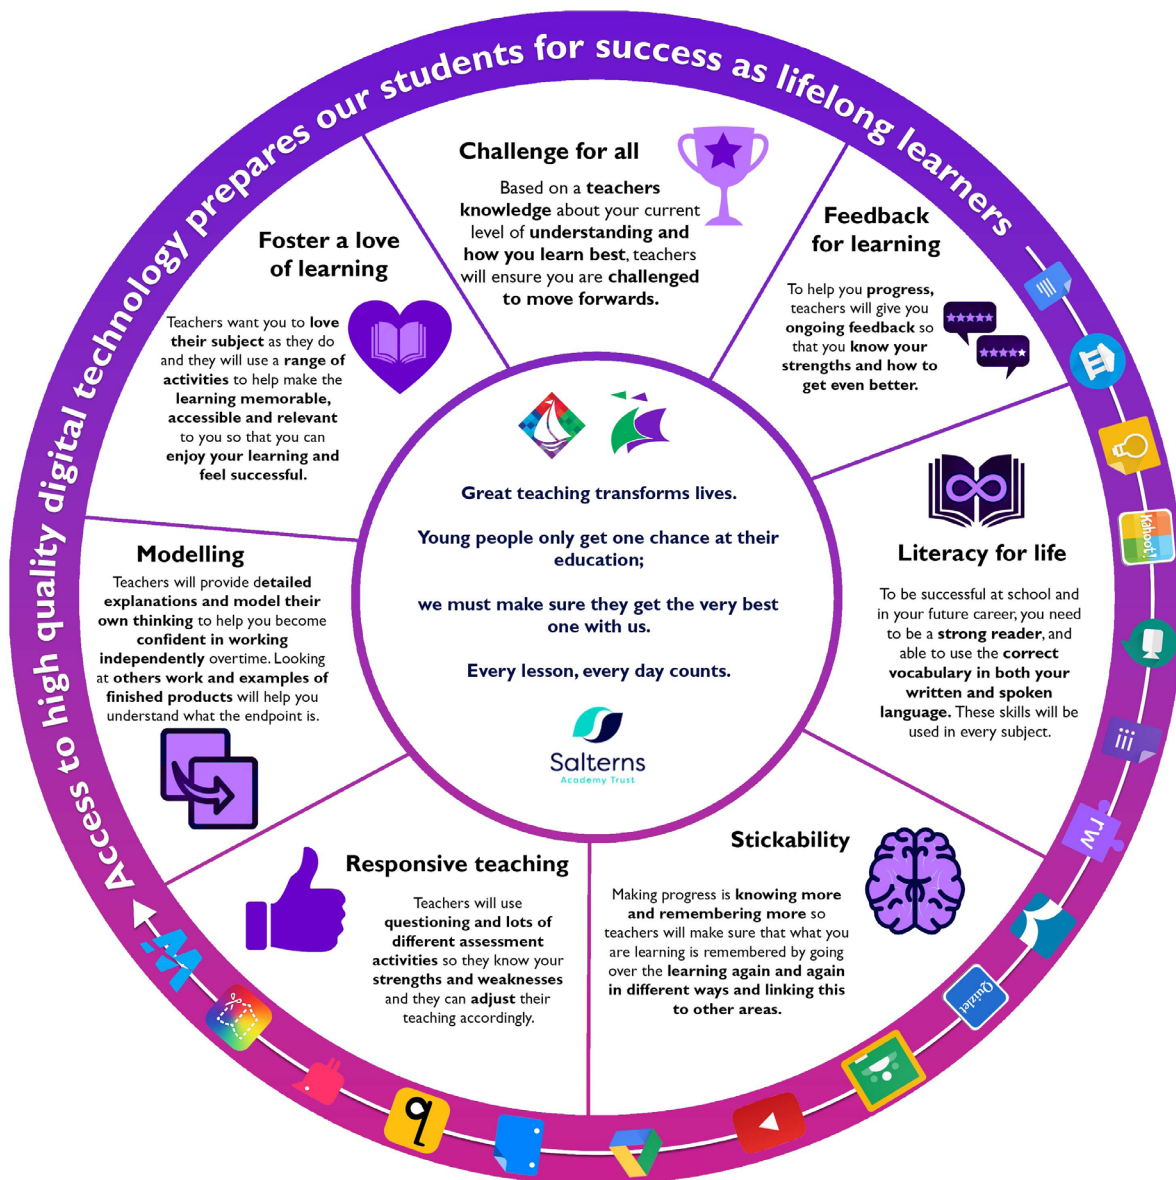 Access to high quality digital technology prepares our students for success as lifelong learners
Challenge for all
Based on a teachers
knowledge about your current
level of understanding and
how you learn best, teachers
will ensure you are challenged
to move forwards.
Feedback
for learning
To help you progress,
teachers will give you
ongoing feedback so
that you know your
strengths and how to
get even better.
Literacy for life
To be successful at school and
in your future career, you need
to be a strong reader, and
able to use the correct
vocabulary in both your
written and spoken
language. These skills will be
used in every subject.
Stickability
Making progress is knowing more
and remembering more so
teachers will make sure that what you
are learning is remembered by going
over the learning again and again
in different ways and linking this
to other areas.
Responsive teaching
Teachers will use
questioning and lots of
different assessment
activities so they know your
strengths and weaknesses
and they can adjust their
teaching accordingly.
Modelling
Teachers will provide detailed
explanations and model their
own thinking to help you become
confident in working
independently overtime. Looking
at others work and examples of
finished products will help you
understand what the endpoint is.
Foster a love
of learning
Teachers want you to love
their subject as they do
and they will use a range of
activities to help make the
learning memorable,
accessible and relevant
to you so that you can
enjoy your learning and
feel successful.
Great teaching transforms lives.
Young people only get one chance at their
education;
we must make sure they get the very best
one with us.
Every lesson, every day counts.
Salterns
Academy Trust
Kahoot!
rw
Quizlet
q
W